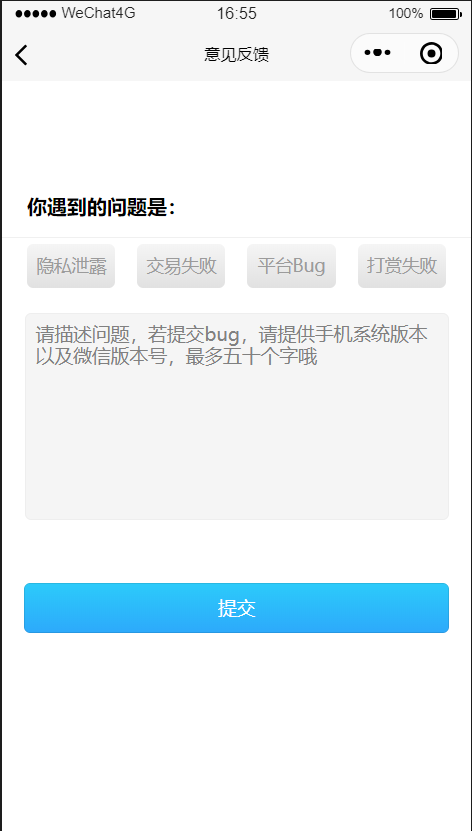 WeChat4G 16:55 100%
意见反馈
你遇到的问题是：
隐私泄露 交易失败 平台Bug 打赏失败
请描述问题，若提交bug，请提供手机系统版本
以及微信版本号，最多五十个字哦
提交